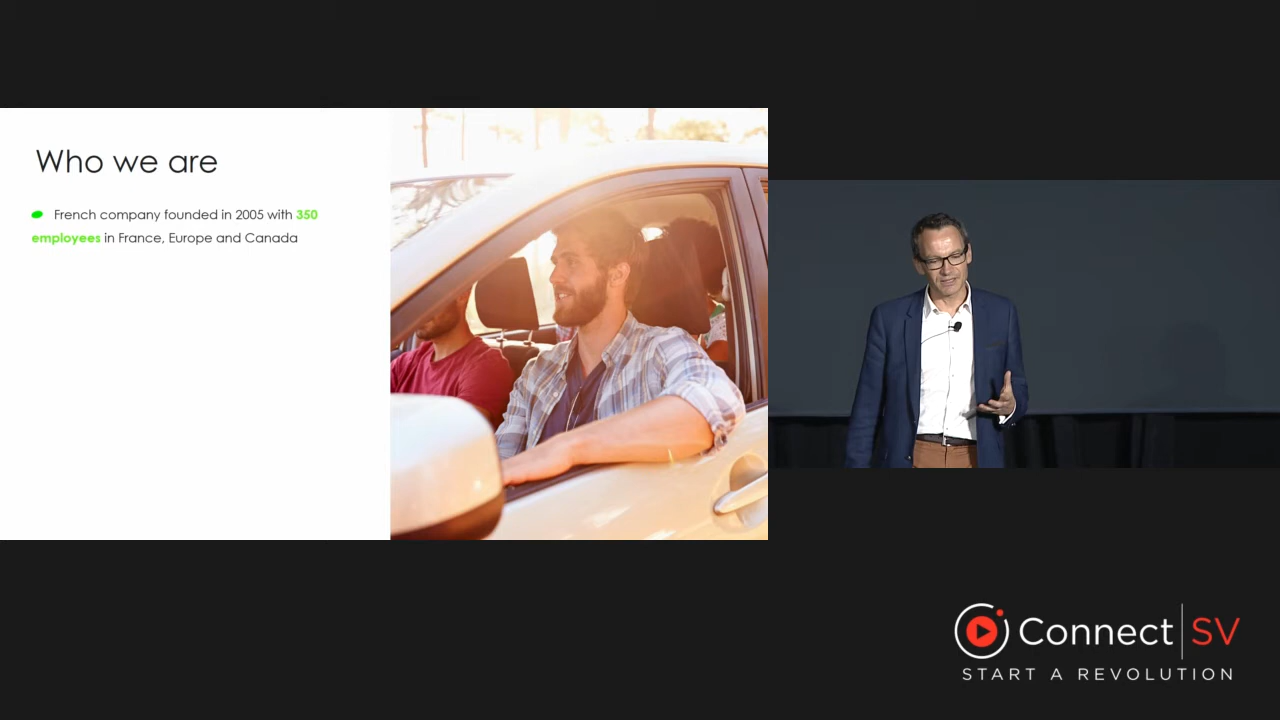 Who we are
French company founded in 2005 with 350
employees in France, Europe and Canada
Connect SV
START A REVOLUTION